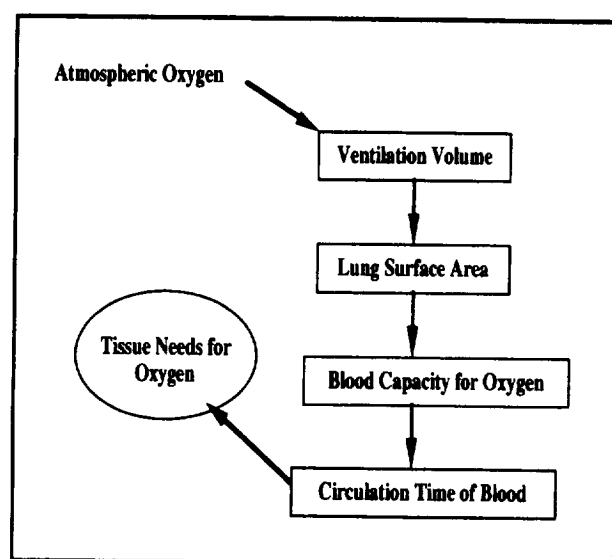 Atmospheric Oxygen
Ventilation Volume
Lung Surface Area
Tissue Needs for
Oxygen
Blood Capacity for Oxygen
Circulation Time of Blood